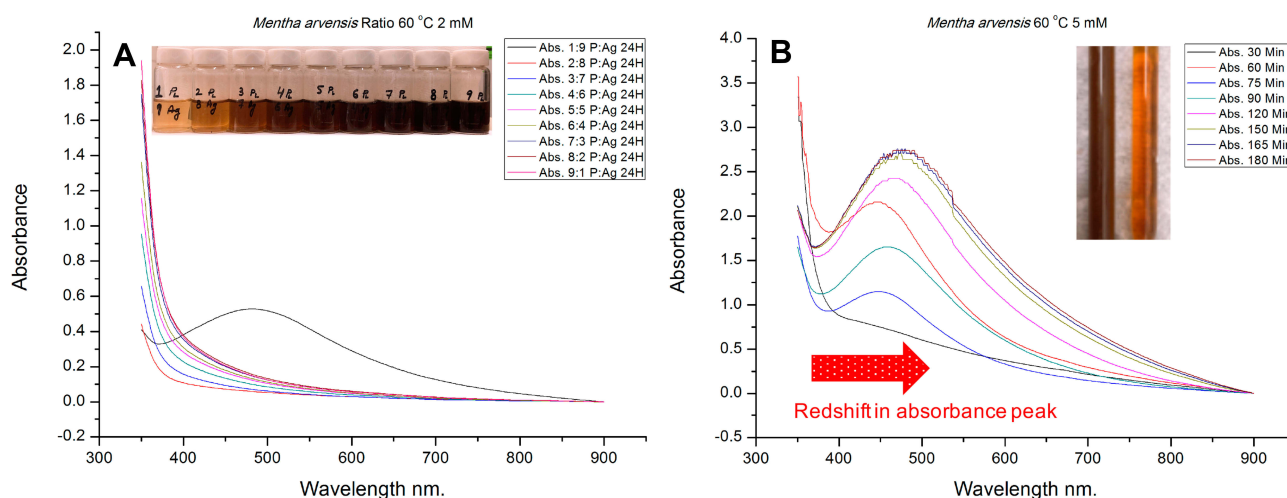 Mentha arvensis Ratio 60 °C 2 mM
A
1 PL 2 PL 3 PL 4 PL 5 PL 6 PL 7 PL 8 PL 9 PL
9 Ag 8 Ag
Abs. 1:9 P:Ag 24H
Abs. 2:8 P:Ag 24H
Abs. 3:7 P:Ag 24H
Abs. 4:6 P:Ag 24H
Abs. 5:5 P:Ag 24H
Abs. 6:4 P:Ag 24H
Abs. 7:3 P:Ag 24H
Abs. 8:2 P:Ag 24H
Abs. 9:1 P:Ag 24H
Absorbance
2.0
1.8
1.6
1.4
1.2
1.0
0.8
0.6
0.4
0.2
0.0
-0.2
300 400 500 600 700 800 900
Wavelength nm.
Mentha arvensis 60 °C 5 mM
B
Abs. 30 Min
Abs. 60 Min
Abs. 75 Min
Abs. 90 Min
Abs. 120 Min
Abs. 150 Min
Abs. 165 Min
Abs. 180 Min
Absorbance
4.0
3.5
3.0
2.5
2.0
1.5
1.0
0.5
0.0
-0.5
Redshift in absorbance peak
300 400 500 600 700 800 900
Wavelength nm.